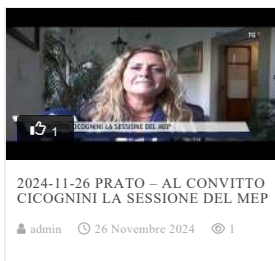 TG
1
COGNINI LA SESSIONE DEL MEP
2024-11-26 PRATO – AL CONVITTO
CICOGNINI LA SESSIONE DEL MEP
admin 26 Novembre 2024 1